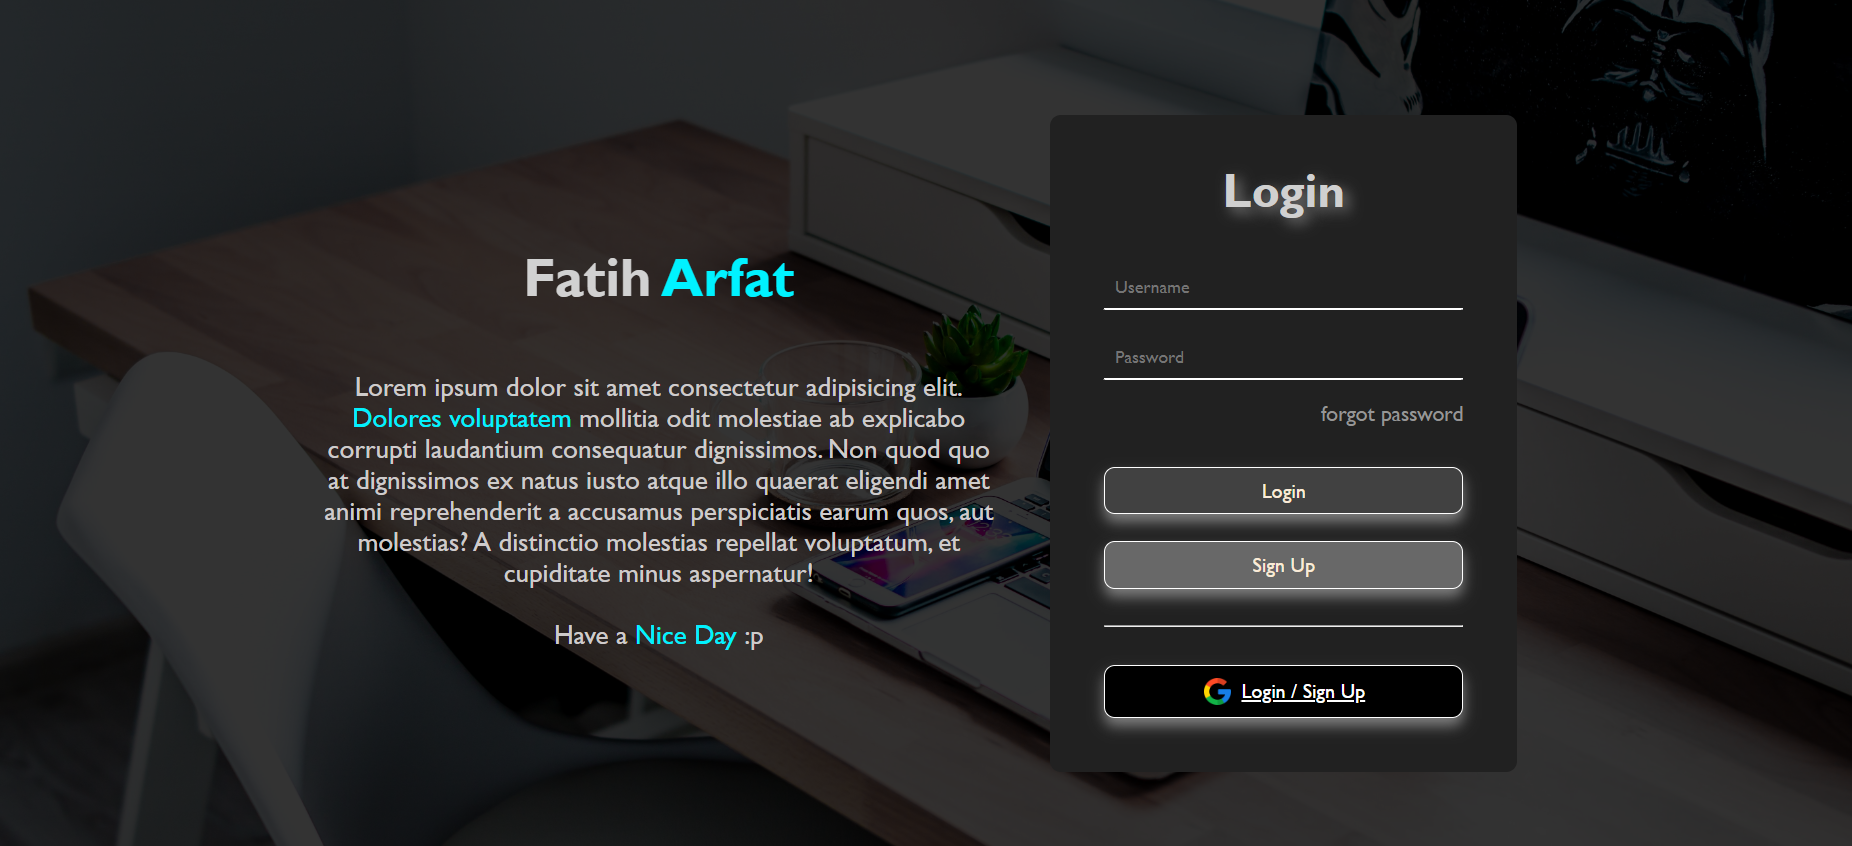 Fatih Arfat
Lorem ipsum dolor sit amet consectetur adipisicing elit.
Dolores voluptatem mollitia odit molestiae ab explicabo
corrupti laudantium consequatur dignissimos. Non quod quo
at dignissimos ex natus iusto atque illo quaerat eligendi amet
animi reprehenderit a accusamus perspiciatis earum quos, aut
molestias? A distinctio molestias repellat voluptatum, et
cupiditate minus aspernatur!
Have a Nice Day :p
Login
Username
Password
forgot password
Login
Sign Up
Login / Sign Up